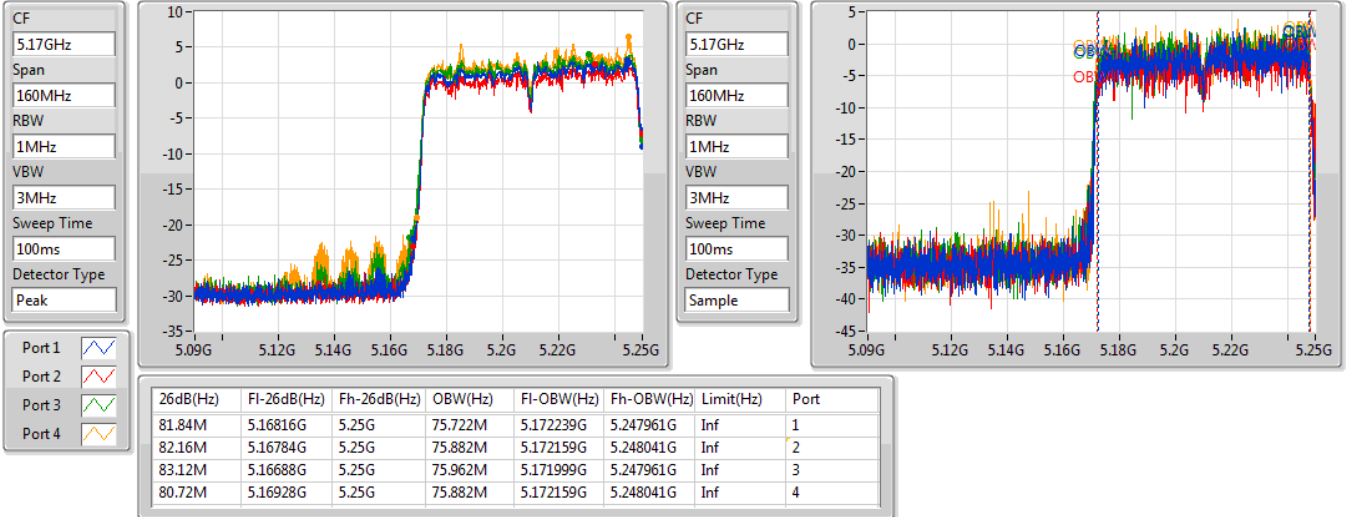 CF
5.17GHz
Span
160MHz
RBW
1MHz
VBW
3MHz
Sweep Time
100ms
Detector Type
Peak
10
5
0
-5
-10
-15
-20
-25
-30
-35
5.09G 5.12G 5.14G 5.16G 5.18G 5.2G 5.22G 5.25G
CF
5.17GHz
Span
160MHz
RBW
1MHz
VBW
3MHz
Sweep Time
100ms
Detector Type
Sample
5
0
-5
-10
-15
-20
-25
-30
-35
-40
-45
5.09G 5.12G 5.14G 5.16G 5.18G 5.2G 5.22G 5.25G
Port 1
Port 2
Port 3
Port 4
26dB(Hz) Fl-26dB(Hz) Fh-26dB(Hz) OBW(Hz) Fl-OBW(Hz) Fh-OBW(Hz) Limit(Hz) Port
81.84M 5.16816G 5.25G 75.722M 5.172239G 5.247961G Inf 1
82.16M 5.16784G 5.25G 75.882M 5.172159G 5.248041G Inf 2
83.12M 5.16688G 5.25G 75.962M 5.171999G 5.247961G Inf 3
80.72M 5.16928G 5.25G 75.882M 5.172159G 5.248041G Inf 4